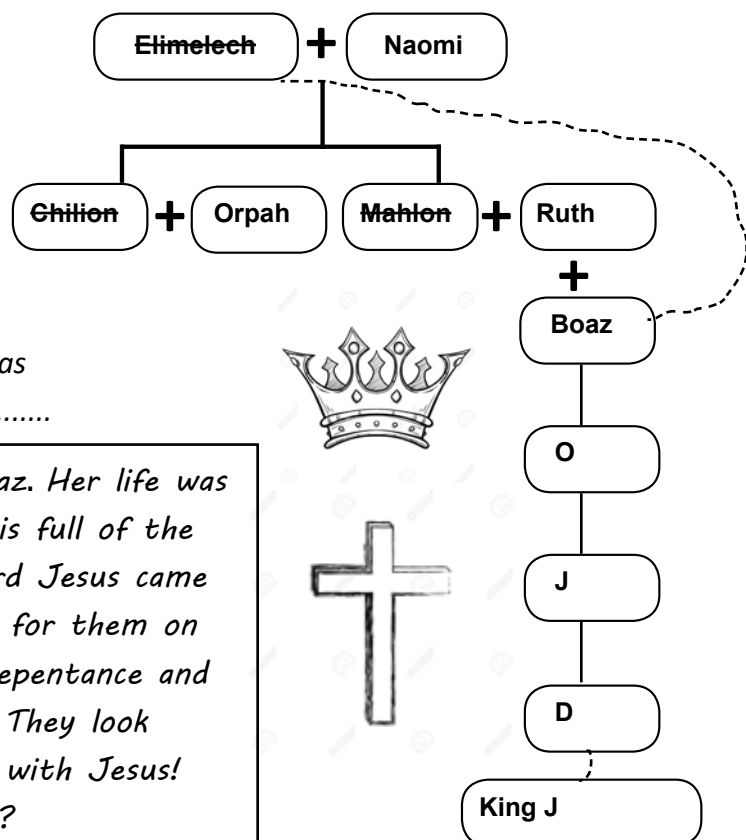 Elimelech + Naomi
Chilion + Orpah Mahlon + Ruth
+
Boaz
as
.......
O
az. Her life was
is full of the
rd Jesus came
for them on
epentance and
They look
with Jesus!
?
J
D
King J